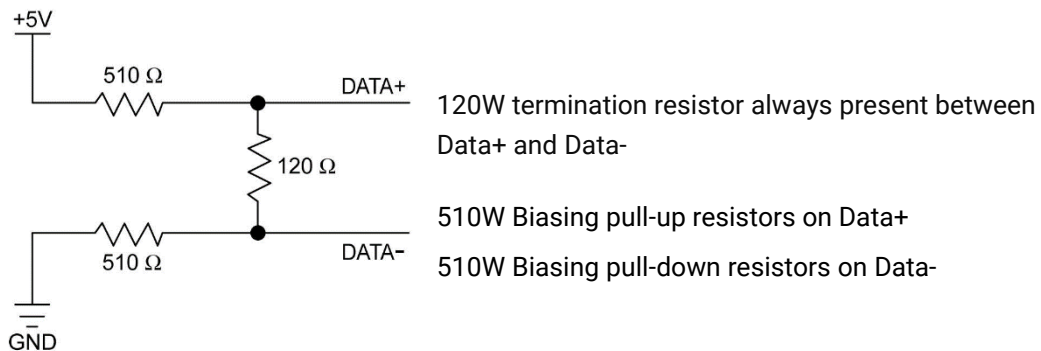 +5V
510 Ω
DATA+
120W termination resistor always present between
Data+ and Data-
120 Ω
510W Biasing pull-up resistors on Data+
DATA-
510W Biasing pull-down resistors on Data-
510 Ω
GND